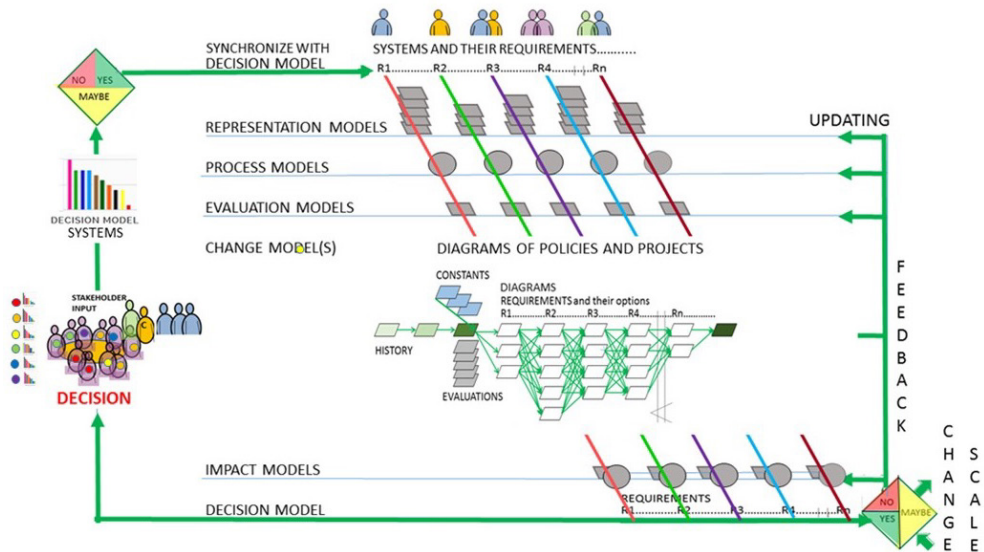 SYNCHRONIZE WITH
DECISION MODEL
SYSTEMS AND THEIR REQUIREMENTS...........
R1 R2 R3 R4 Rn
NO YES
MAYBE
REPRESENTATION MODELS
UPDATING
PROCESS MODELS
EVALUATION MODELS
DECISION MODEL
SYSTEMS
CHANGE MODEL(S)
DIAGRAMS OF POLICIES AND PROJECTS
STAKEHOLDER
INPUT
C
DECISION
CONSTANTS
DIAGRAMS
REQUIREMENTS and their options
R1 R2 R3 R4 Rn
HISTORY
EVALUATIONS
FEEDBACK
IMPACT MODELS
REQUIREMENTS
R1 R2 R3 R4 Rn
DECISION MODEL
NO
YES MAYBE
CHANGE
SCALE